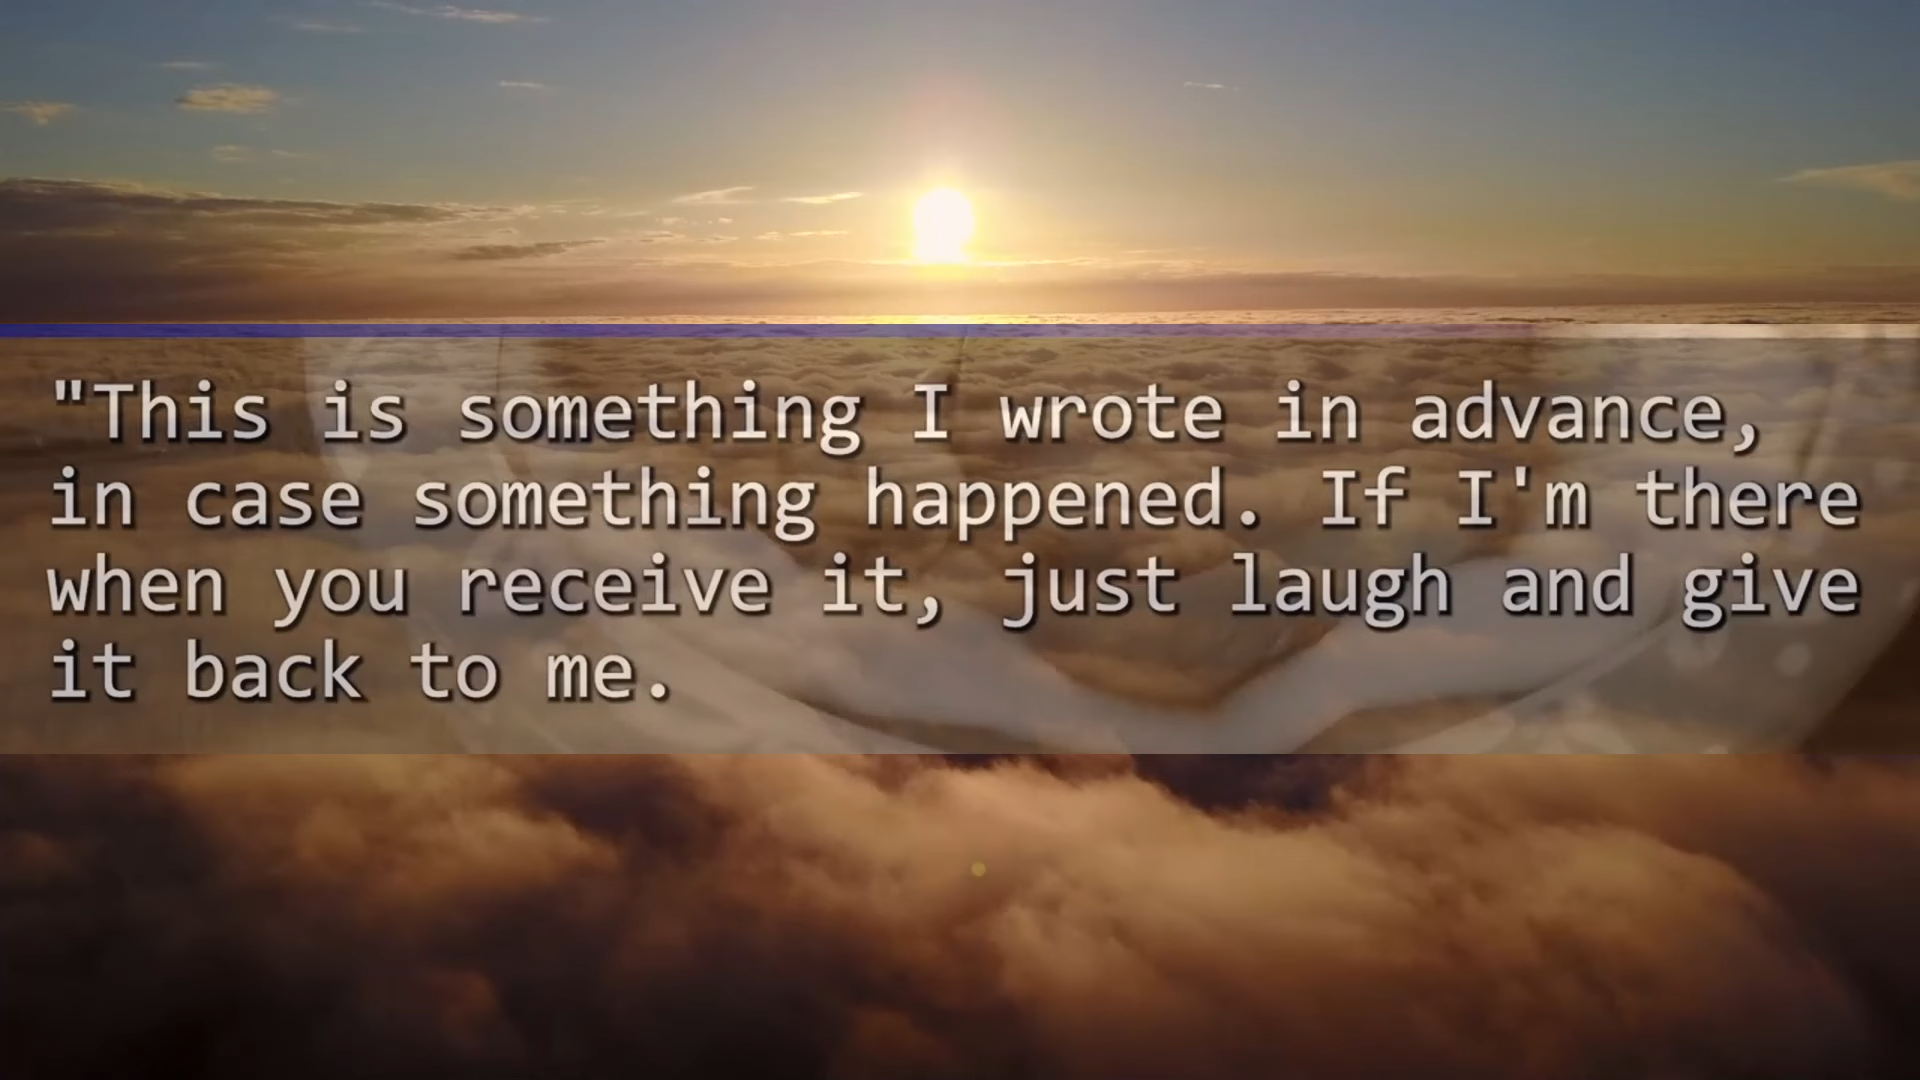 "This is something I wrote in advance,
in case something happened. If I'm there
when you receive it, just laugh and give
it back to me.